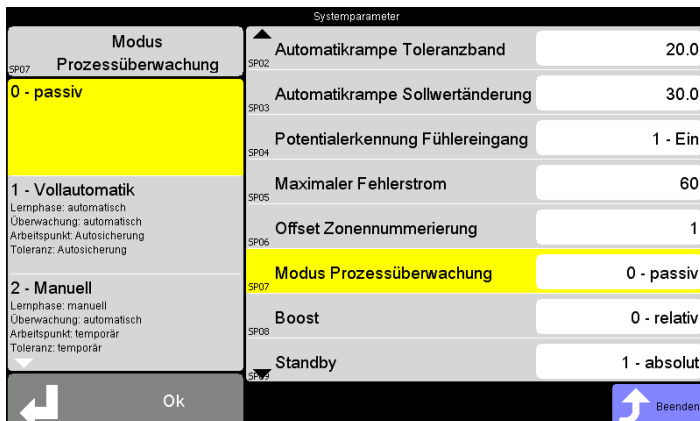 Systemparameter
Modus
SP07 Prozessüberwachung
0 - passiv
1 - Vollautomatik
Lernphase: automatisch
Überwachung: automatisch
Arbeitspunkt: Autosicherung
Toleranz: Autosicherung
2 - Manuell
Lernphase: manuell
Überwachung: automatisch
Arbeitspunkt: temporär
Toleranz: temporär
Ok
SP02 Automatikrampe Toleranzband 20.0
SP03 Automatikrampe Sollwertänderung 30.0
SP04 Potentialerkennung Fühlereingang 1 - Ein
SP05 Maximaler Fehlerstrom 60
SP06 Offset Zonennummerierung 1
SP07 Modus Prozessüberwachung 0 - passiv
SP08 Boost 0 - relativ
SP09 Standby 1 - absolut
Beenden